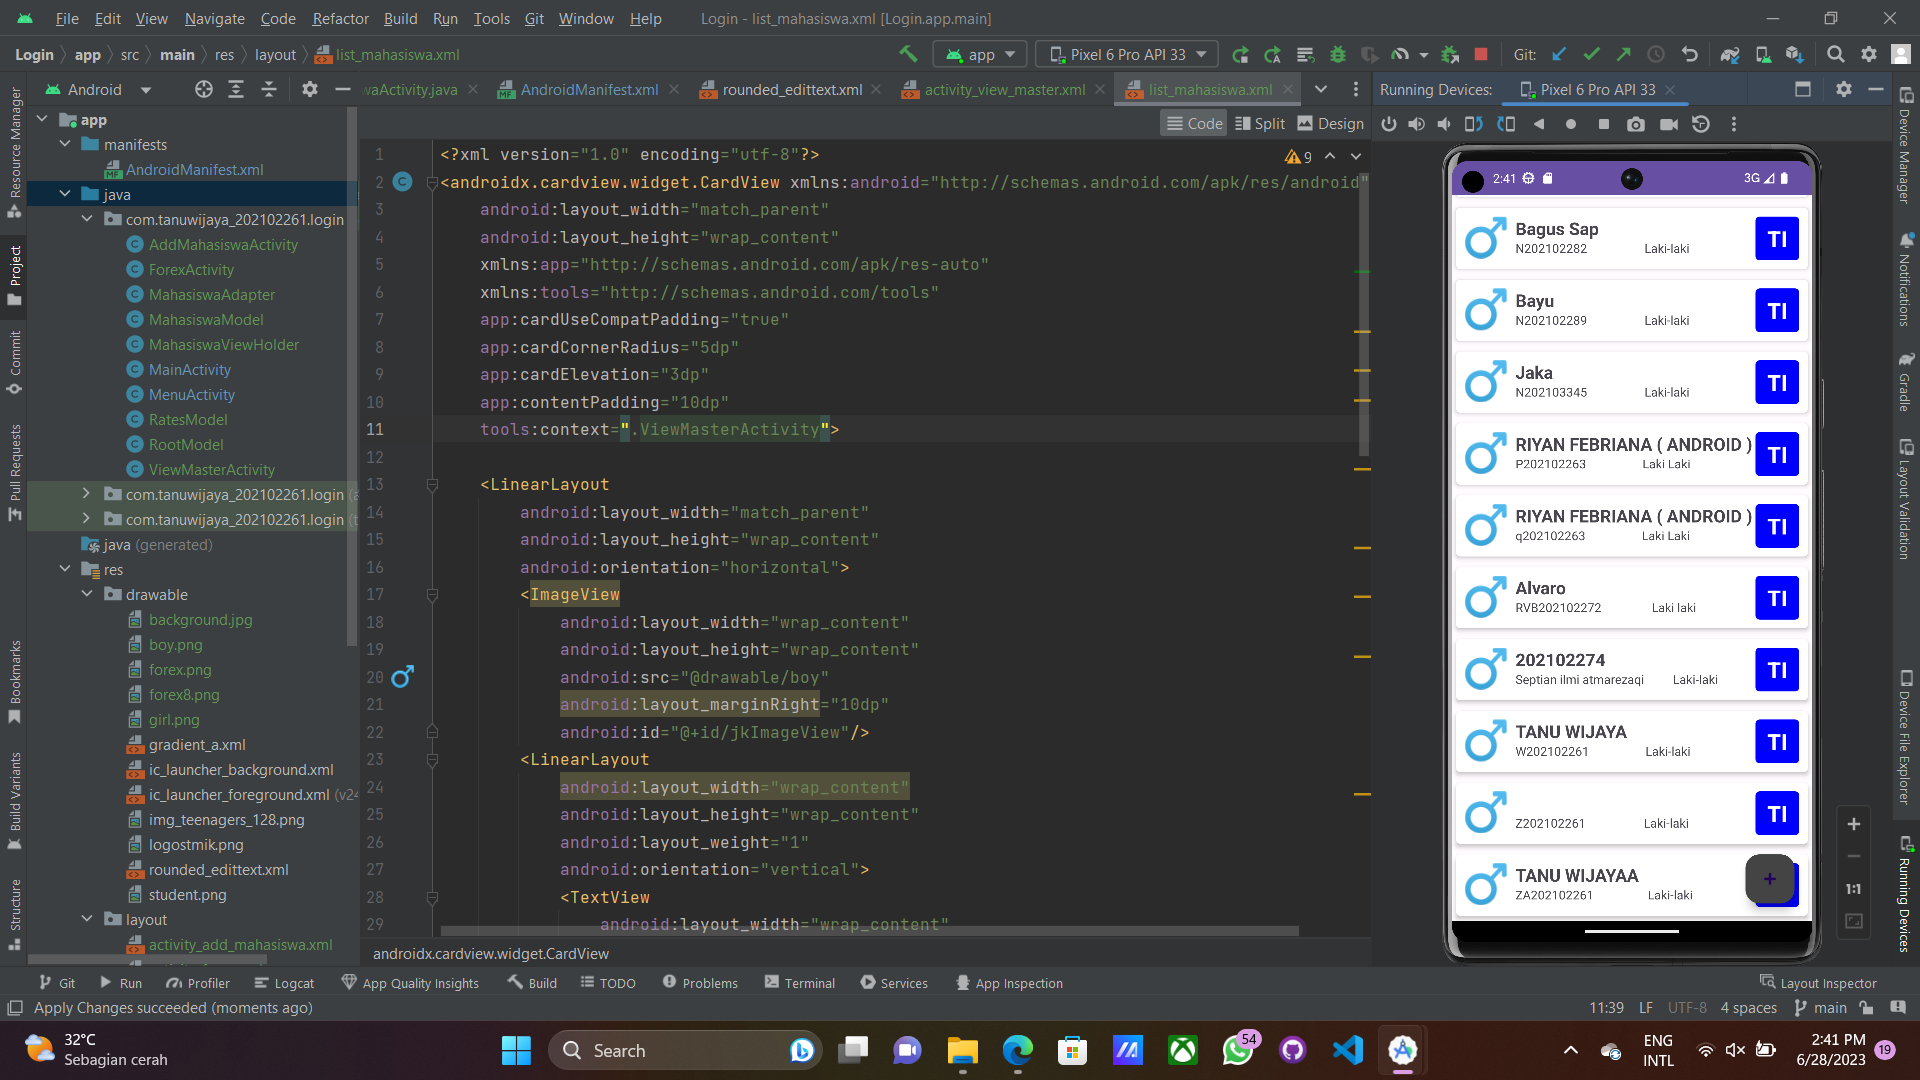 File Edit View Navigate Code Refactor Build Run Tools Git Window Help Login - list_mahasiswa.xml [Login.app.main]
Login app src main res layout list_mahasiswa.xml app Pixel 6 Pro API 33 Git:
Android waActivity.java AndroidManifest.xml rounded_edittext.xml activity_view_master.xml list_mahasiswa.xml Running Devices: Pixel 6 Pro API 33
Code Split Design
Resource Manager
Project
Commit
Pull Requests
Bookmarks
Build Variants
Structure
app
manifests
AndroidManifest.xml
java
com.tanuwijaya_202102261.login
AddMahasiswaActivity
ForexActivity
MahasiswaAdapter
MahasiswaModel
MahasiswaViewHolder
MainActivity
MenuActivity
RatesModel
RootModel
ViewMasterActivity
com.tanuwijaya_202102261.login (a
com.tanuwijaya_202102261.login (t
java (generated)
res
drawable
background.jpg
boy.png
forex.png
forex8.png
girl.png
gradient_a.xml
ic_launcher_background.xml
ic_launcher_foreground.xml (v24
img_teenagers_128.png
logostmik.png
rounded_edittext.xml
student.png
layout
activity_add_mahasiswa.xml
9
1 <?xml version="1.0" encoding="utf-8"?>
2 <androidx.cardview.widget.CardView xmlns:android="http://schemas.android.com/apk/res/android"
3 android:layout_width="match_parent"
4 android:layout_height="wrap_content"
5 xmlns:app="http://schemas.android.com/apk/res-auto"
6 xmlns:tools="http://schemas.android.com/tools"
7 app:cardUseCompatPadding="true"
8 app:cardCornerRadius="5dp"
9 app:cardElevation="3dp"
10 app:contentPadding="10dp"
11 tools:context=".ViewMasterActivity">
12
13 <LinearLayout
14 android:layout_width="match_parent"
15 android:layout_height="wrap_content"
16 android:orientation="horizontal">
17 <ImageView
18 android:layout_width="wrap_content"
19 android:layout_height="wrap_content"
20 android:src="@drawable/boy"
21 android:layout_marginRight="10dp"
22 android:id="@+id/jkImageView"/>
23 <LinearLayout
24 android:layout_width="wrap_content"
25 android:layout_height="wrap_content"
26 android:layout_weight="1"
27 android:orientation="vertical">
28 <TextView
29 android:layout_width="wrap_content"
androidx.cardview.widget.CardView
2:41 3G
Bagus Sap
N202102282 Laki-laki TI
Bayu
N202102289 Laki-laki TI
Jaka
N202103345 Laki-laki TI
RIYAN FEBRIANA ( ANDROID )
P202102263 Laki Laki TI
RIYAN FEBRIANA ( ANDROID )
q202102263 Laki Laki TI
Alvaro
RVB202102272 Laki laki TI
202102274
Septian ilmi atmarezaqi Laki-laki TI
TANU WIJAYA
W202102261 Laki-laki TI
Z202102261 Laki-laki TI
TANU WIJAYAA
ZA202102261 Laki-laki +
1:1
Device Manager
Notifications
Gradle
Layout Validation
Device File Explorer
Running Devices
Git Run Profiler Logcat App Quality Insights Build TODO Problems Terminal Services App Inspection Layout Inspector
Apply Changes succeeded (moments ago) 11:39 LF UTF-8 4 spaces main
32°C
Sebagian cerah
Search
54
ENG
INTL
2:41 PM
6/28/2023
19